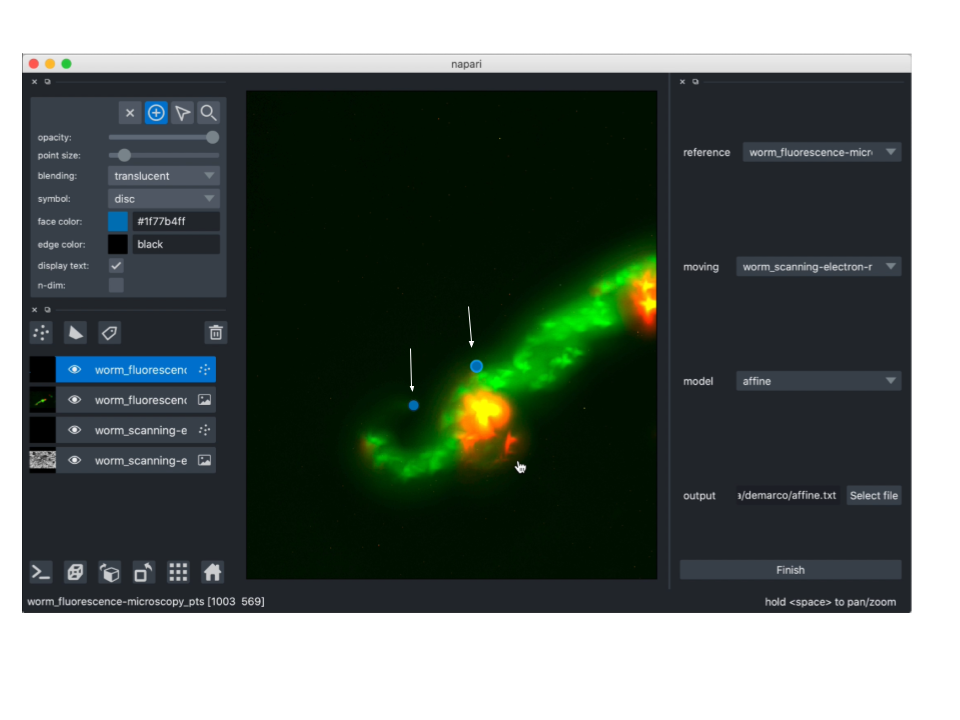 napari
opacity:
point size:
blending: translucent
symbol: disc
face color: #1f77b4ff
edge color: black
display text:
n-dim:
worm_fluorescenc
worm_fluorescenc
worm_scanning-e
worm_scanning-e
reference worm_fluorescence-micro
moving worm_scanning-electron-r
model affine
output a/demarco/affine.txt Select file
Finish
worm_fluorescence-microscopy_pts [1003 569]
hold <space> to pan/zoom